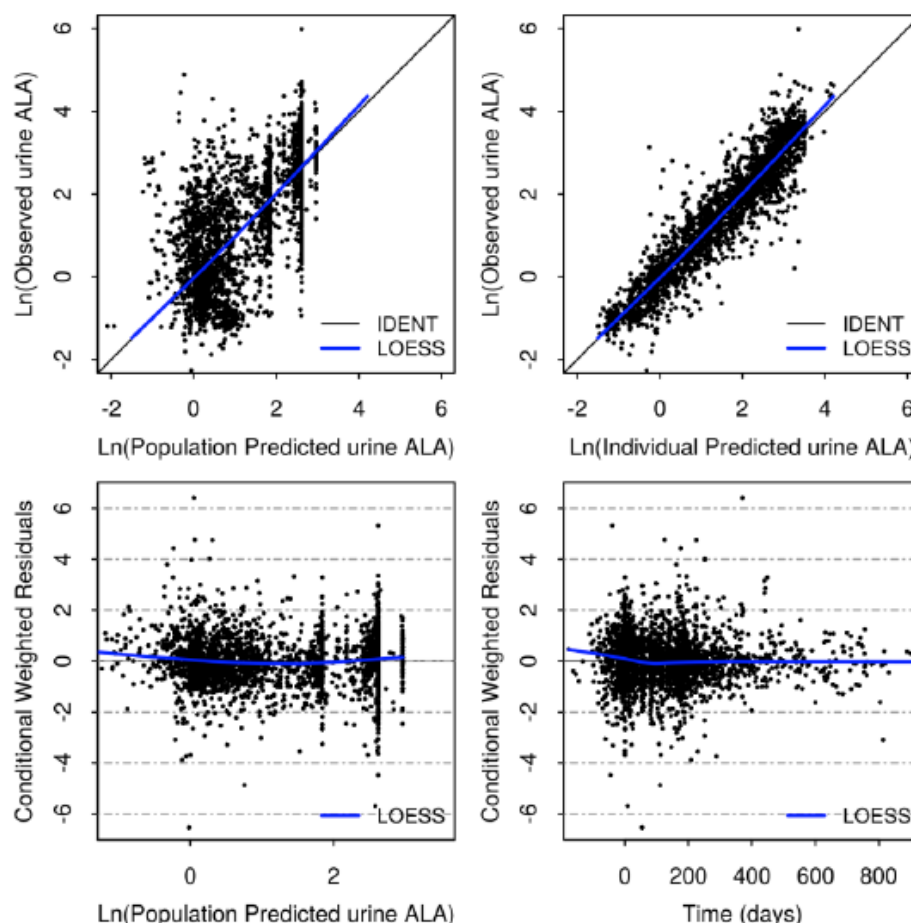 Ln(Observed urine ALA)
6
4
2
0
-2
IDENT
LOESS
-2 0 2 4 6
Ln(Population Predicted urine ALA)
Ln(Observed urine ALA)
6
4
2
0
-2
IDENT
LOESS
-2 0 2 4 6
Ln(Individual Predicted urine ALA)
Conditional Weighted Residuals
6
4
2
0
-2
-4
-6
LOESS
0 2
Ln(Population Predicted urine ALA)
Conditional Weighted Residuals
6
4
2
0
-2
-4
-6
LOESS
0 200 400 600 800
Time (days)